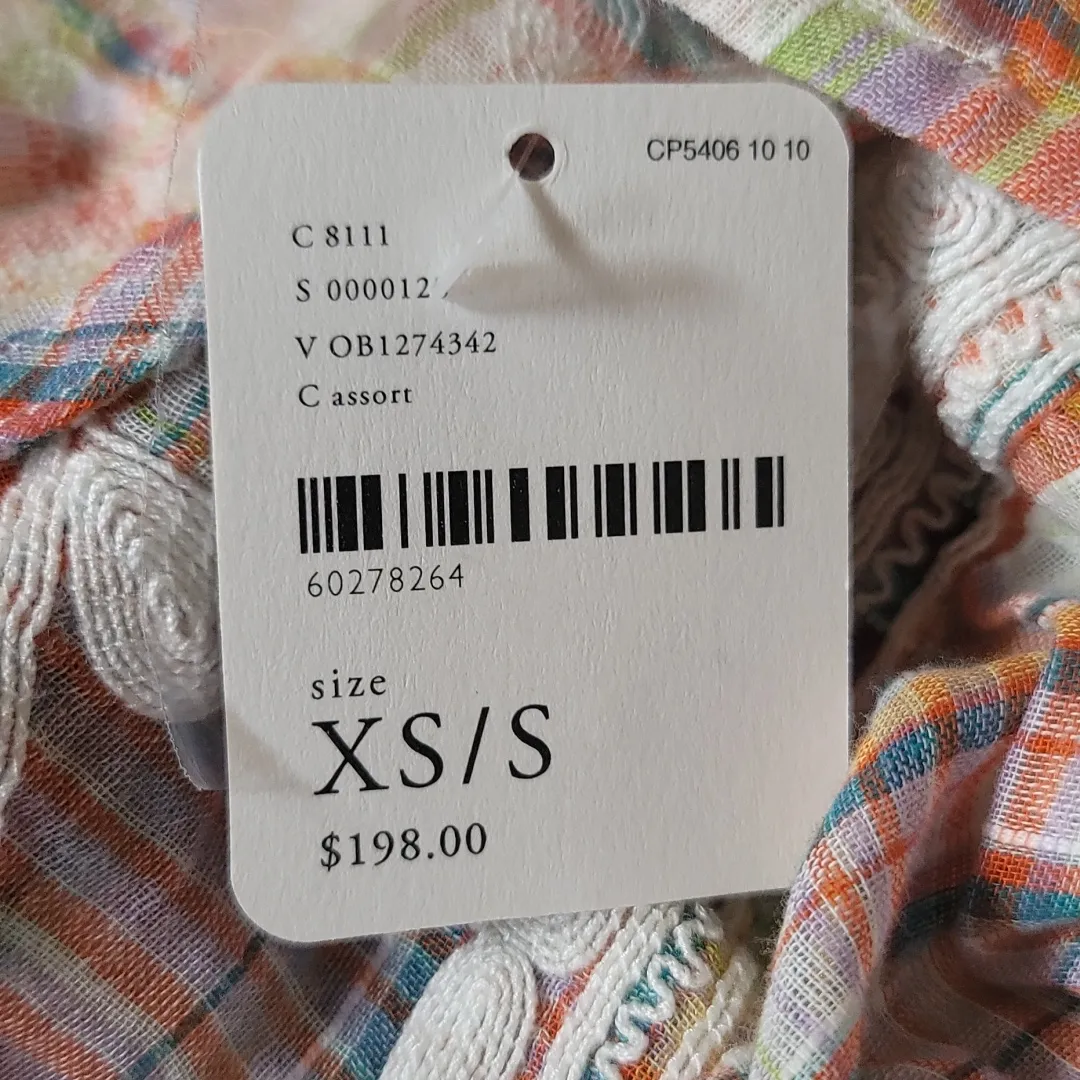 CP5406 10 10
C 8111
S 000012
V OB1274342
C assort
60278264
size
XS/S
$198.00